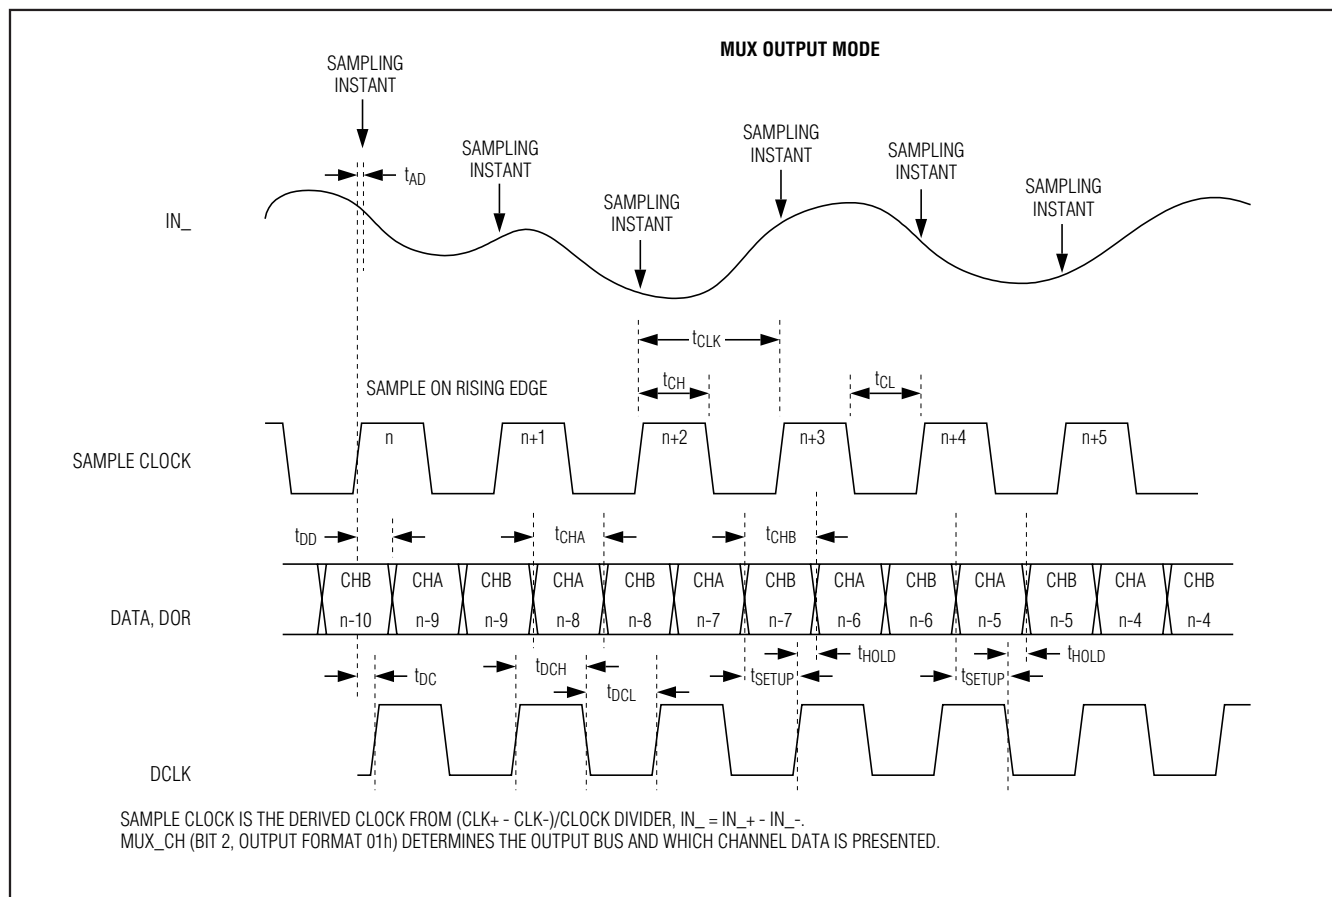 MUX OUTPUT MODE
SAMPLING
INSTANT
SAMPLING
INSTANT
SAMPLING
INSTANT
SAMPLING
INSTANT
SAMPLING
INSTANT
SAMPLING
INSTANT
tAD
IN_
tCLK
tCH
tCL
SAMPLE ON RISING EDGE
SAMPLE CLOCK
n n+1 n+2 n+3 n+4 n+5
tDD tCHA tCHB
CHB CHA CHB CHA CHB CHA CHB CHA CHB CHA CHB CHA CHB
DATA, DOR
n-10 n-9 n-9 n-8 n-8 n-7 n-7 n-6 n-6 n-5 n-5 n-4 n-4
tHOLD tHOLD
tDC tDCH tDCL tSETUP tSETUP
DCLK
SAMPLE CLOCK IS THE DERIVED CLOCK FROM (CLK+ - CLK-)/CLOCK DIVIDER, IN_ = IN_+ - IN_-.
MUX_CH (BIT 2, OUTPUT FORMAT 01h) DETERMINES THE OUTPUT BUS AND WHICH CHANNEL DATA IS PRESENTED.